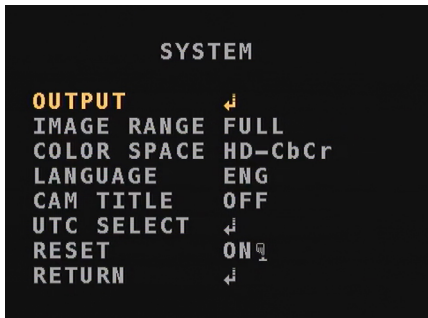 SYSTEM
OUTPUT ↲
IMAGE RANGE FULL
COLOR SPACE HD-CbCr
LANGUAGE ENG
CAM TITLE OFF
UTC SELECT ↲
RESET ON
RETURN ↲